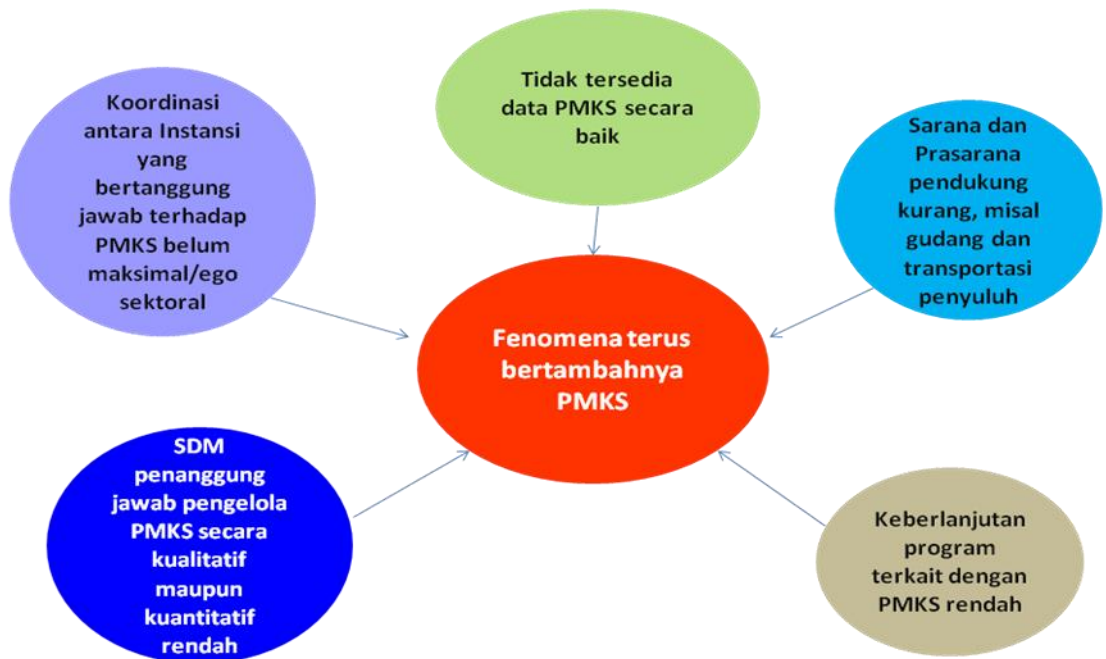 Tidak tersedia
data PMKS secara
baik
Koordinasi
antara Instansi
yang
bertanggung
jawab terhadap
PMKS belum
maksimal/ego
sektoral
Sarana dan
Prasarana
pendukung
kurang, misal
gudang dan
transportasi
penyuluh
Fenomena terus
bertambahnya
PMKS
SDM
penanggung
jawab pengelola
PMKS secara
kualitatif
maupun
kuantitatif
rendah
Keberlanjutan
program
terkait dengan
PMKS rendah